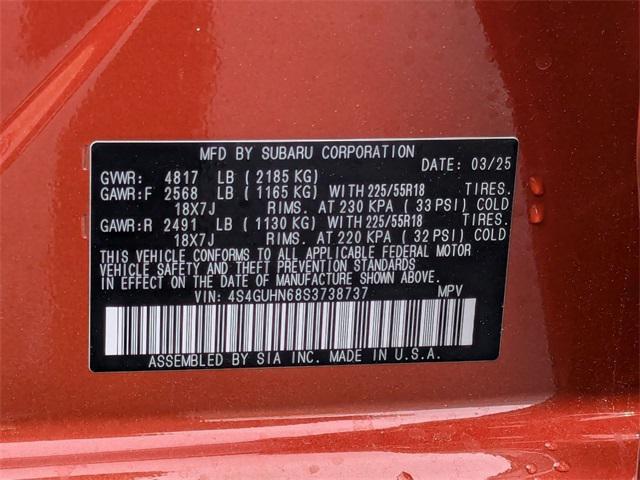 MFD BY SUBARU CORPORATION
DATE: 03/25
GVWR: 4817 LB (2185 KG)
GAWR:F 2568 LB (1165 KG) WITH 225/55R18 TIRES.
18X7J RIMS. AT 230 KPA (33 PSI) COLD
GAWR:R 2491 LB (1130 KG) WITH 225/55R18 TIRES.
18X7J RIMS. AT 220 KPA (32 PSI) COLD
THIS VEHICLE CONFORMS TO ALL APPLICABLE FEDERAL MOTOR
VEHICLE SAFETY AND THEFT PREVENTION STANDARDS
IN EFFECT ON THE DATE OF MANUFACTURE SHOWN ABOVE.
VIN: 4S4GUHN68S3738737 MPV
ASSEMBLED BY SIA INC. MADE IN U.S.A.